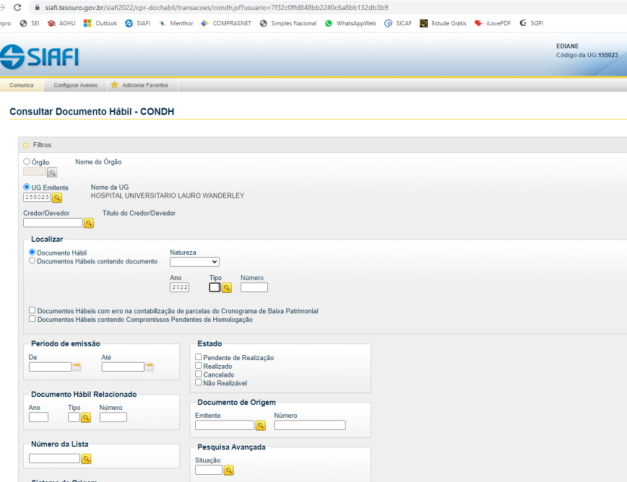 siafi.tesouro.gov.br/siafi2022/cpr-dochabil/transacoes/condh.jsf?usuario=7f32c0ffd848bb2240c6a8bb132db3b9
epro SEI AGHU Outlook SIAFI Menthor COMPRASNET Simples Nacional WhatsAppWeb SICAF Estude Grátis iLovePDF SGPI
SIAFI
EDIANE
Código da UG:155023
Comunica Configurar Acesso Adicionar Favoritos
Consultar Documento Hábil - CONDH
Filtros
Órgão Nome do Órgão
UG Emitente Nome da UG
155023 HOSPITAL UNIVERSITARIO LAURO WANDERLEY
Credor/Devedor Título do Credor/Devedor
Localizar
Documento Hábil Natureza
Documentos Hábeis contendo documento
Ano Tipo Número
2022
Documentos Hábeis com erro na contabilização de parcelas do Cronograma de Baixa Patrimonial
Documentos Hábeis contendo Compromissos Pendentes de Homologação
Período de emissão
De Até
Estado
Pendente de Realização
Realizado
Cancelado
Não Realizável
Documento Hábil Relacionado
Ano Tipo Número
Documento de Origem
Emitente Número
Número da Lista
Pesquisa Avançada
Situação:
Sistema de Origem